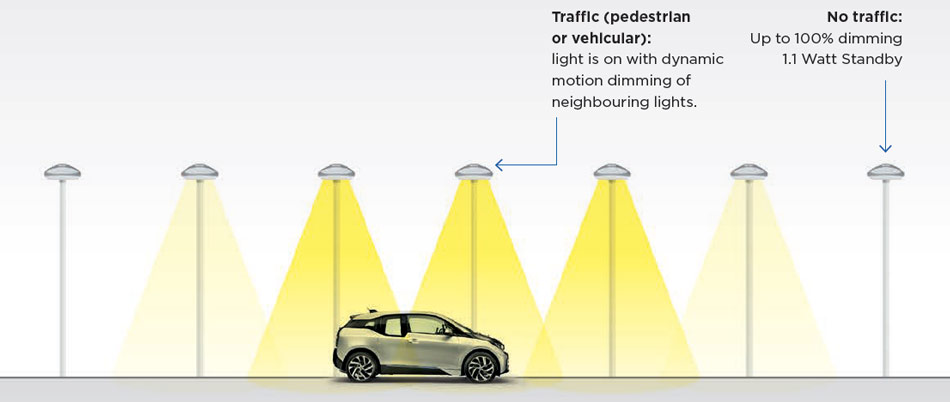 Traffic (pedestrian
or vehicular):
light is on with dynamic
motion dimming of
neighbouring lights.
No traffic:
Up to 100% dimming
1.1 Watt Standby